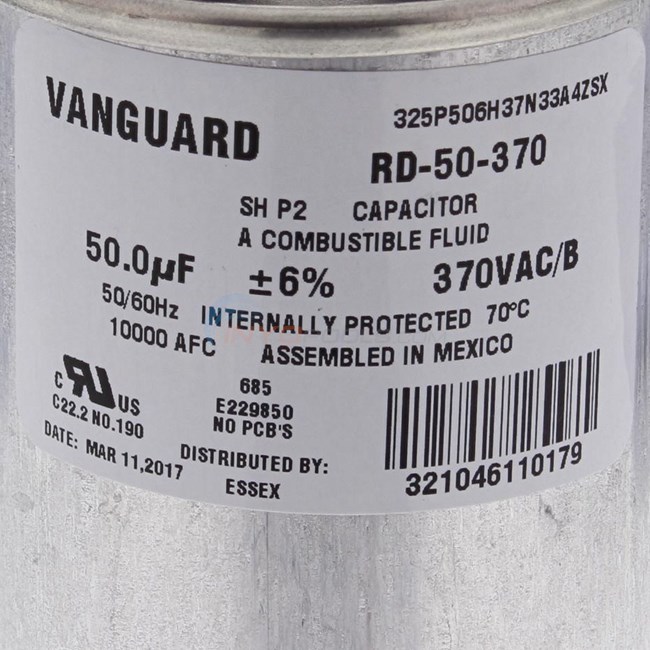 VANGUARD
325P506H37N33A4ZSX
RD-50-370
SH P2 CAPACITOR
A COMBUSTIBLE FLUID
50.0µF ±6% 370VAC/B
50/60Hz INTERNALLY PROTECTED 70°C
10000 AFC ASSEMBLED IN MEXICO
C UR US
C22.2 NO.190
685
E229850
NO PCB'S
DATE: MAR 11,2017
DISTRIBUTED BY:
ESSEX
321046110179